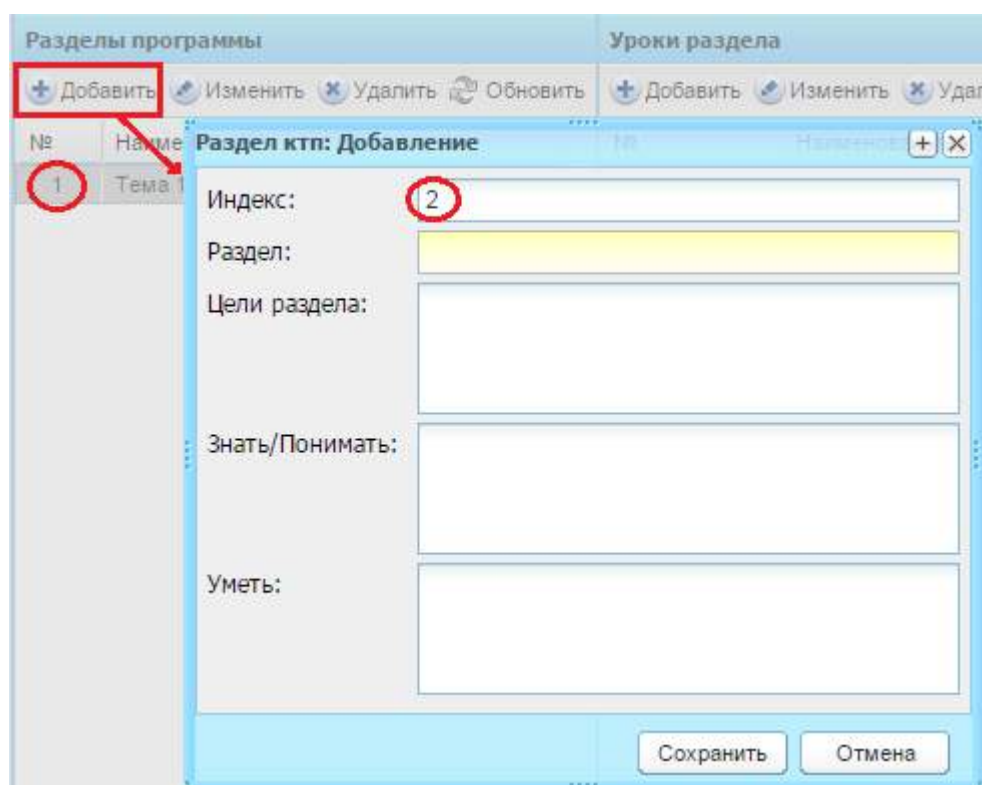 Разделы программы Уроки раздела
Добавить Изменить Удалить Обновить Добавить Изменить
№ Наиме Раздел ктп: Добавление
1 Тема 1
Индекс: 2
Раздел:
Цели раздела:
Знать/Понимать:
Уметь:
Сохранить Отмена